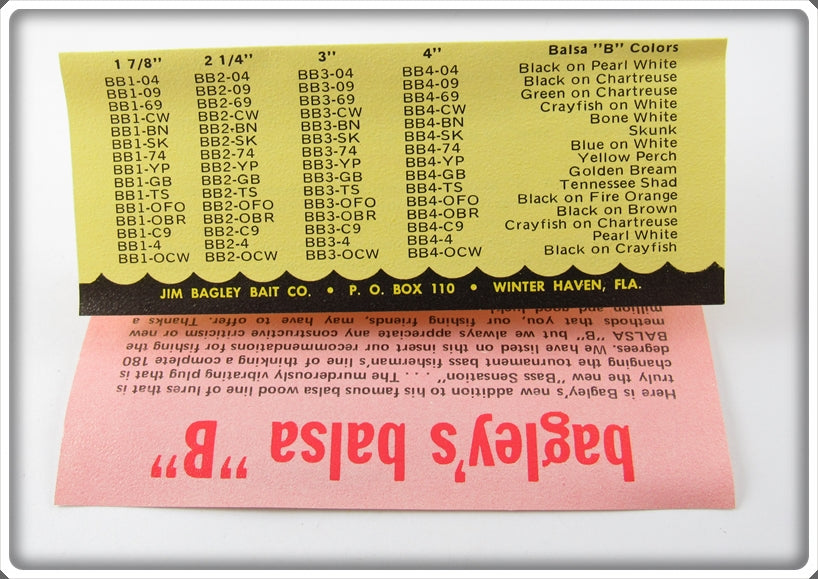 1 7/8" 2 1/4" 3" 4" Balsa "B" Colors
BB1-04 BB2-04 BB3-04 BB4-04 Black on Pearl White
BB1-09 BB2-09 BB3-09 BB4-09 Black on Chartreuse
BB1-69 BB2-69 BB3-69 BB4-69 Green on Chartreuse
BB1-CW BB2-CW BB3-CW BB4-CW Crayfish on White
BB1-BN BB2-BN BB3-BN BB4-BN Bone White
BB1-SK BB2-SK BB3-SK BB4-SK Skunk
BB1-74 BB2-74 BB3-74 BB4-74 Blue on White
BB1-YP BB2-YP BB3-YP BB4-YP Yellow Perch
BB1-GB BB2-GB BB3-GB BB4-GB Golden Bream
BB1-TS BB2-TS BB3-TS BB4-TS Tennessee Shad
BB1-OFO BB2-OFO BB3-OFO BB4-OFO Black on Fire Orange
BB1-OBR BB2-OBR BB3-OBR BB4-OBR Black on Brown
BB1-C9 BB2-C9 BB3-C9 BB4-C9 Crayfish on Chartreuse
BB1-4 BB2-4 BB3-4 BB4-4 Pearl White
BB1-OCW BB2-OCW BB3-OCW BB4-OCW Black on Crayfish
JIM BAGLEY BAIT CO. • P. O. BOX 110 • WINTER HAVEN, FLA.
bagley's balsa "B"
Here is Bagley's new addition to his famous balsa wood line of lures that is
truly the new "Bass Sensation" . . . The murderously vibrating plug that is
changing the tournament bass fisherman's line of thinking a complete 180
degrees. We have listed on this insert our recommendations for fishing the
BALSA "B" but we always appreciate any constructive criticism or new
methods that you, our fishing friends, may have to offer. Thanks a
million and good luck!